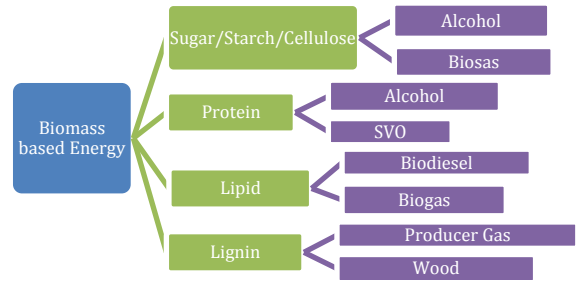 Biomass
based Energy
Sugar/Starch/Cellulose
Alcohol
Biosas
Protein
Alcohol
SVO
Lipid
Biodiesel
Biogas
Lignin
Producer Gas
Wood